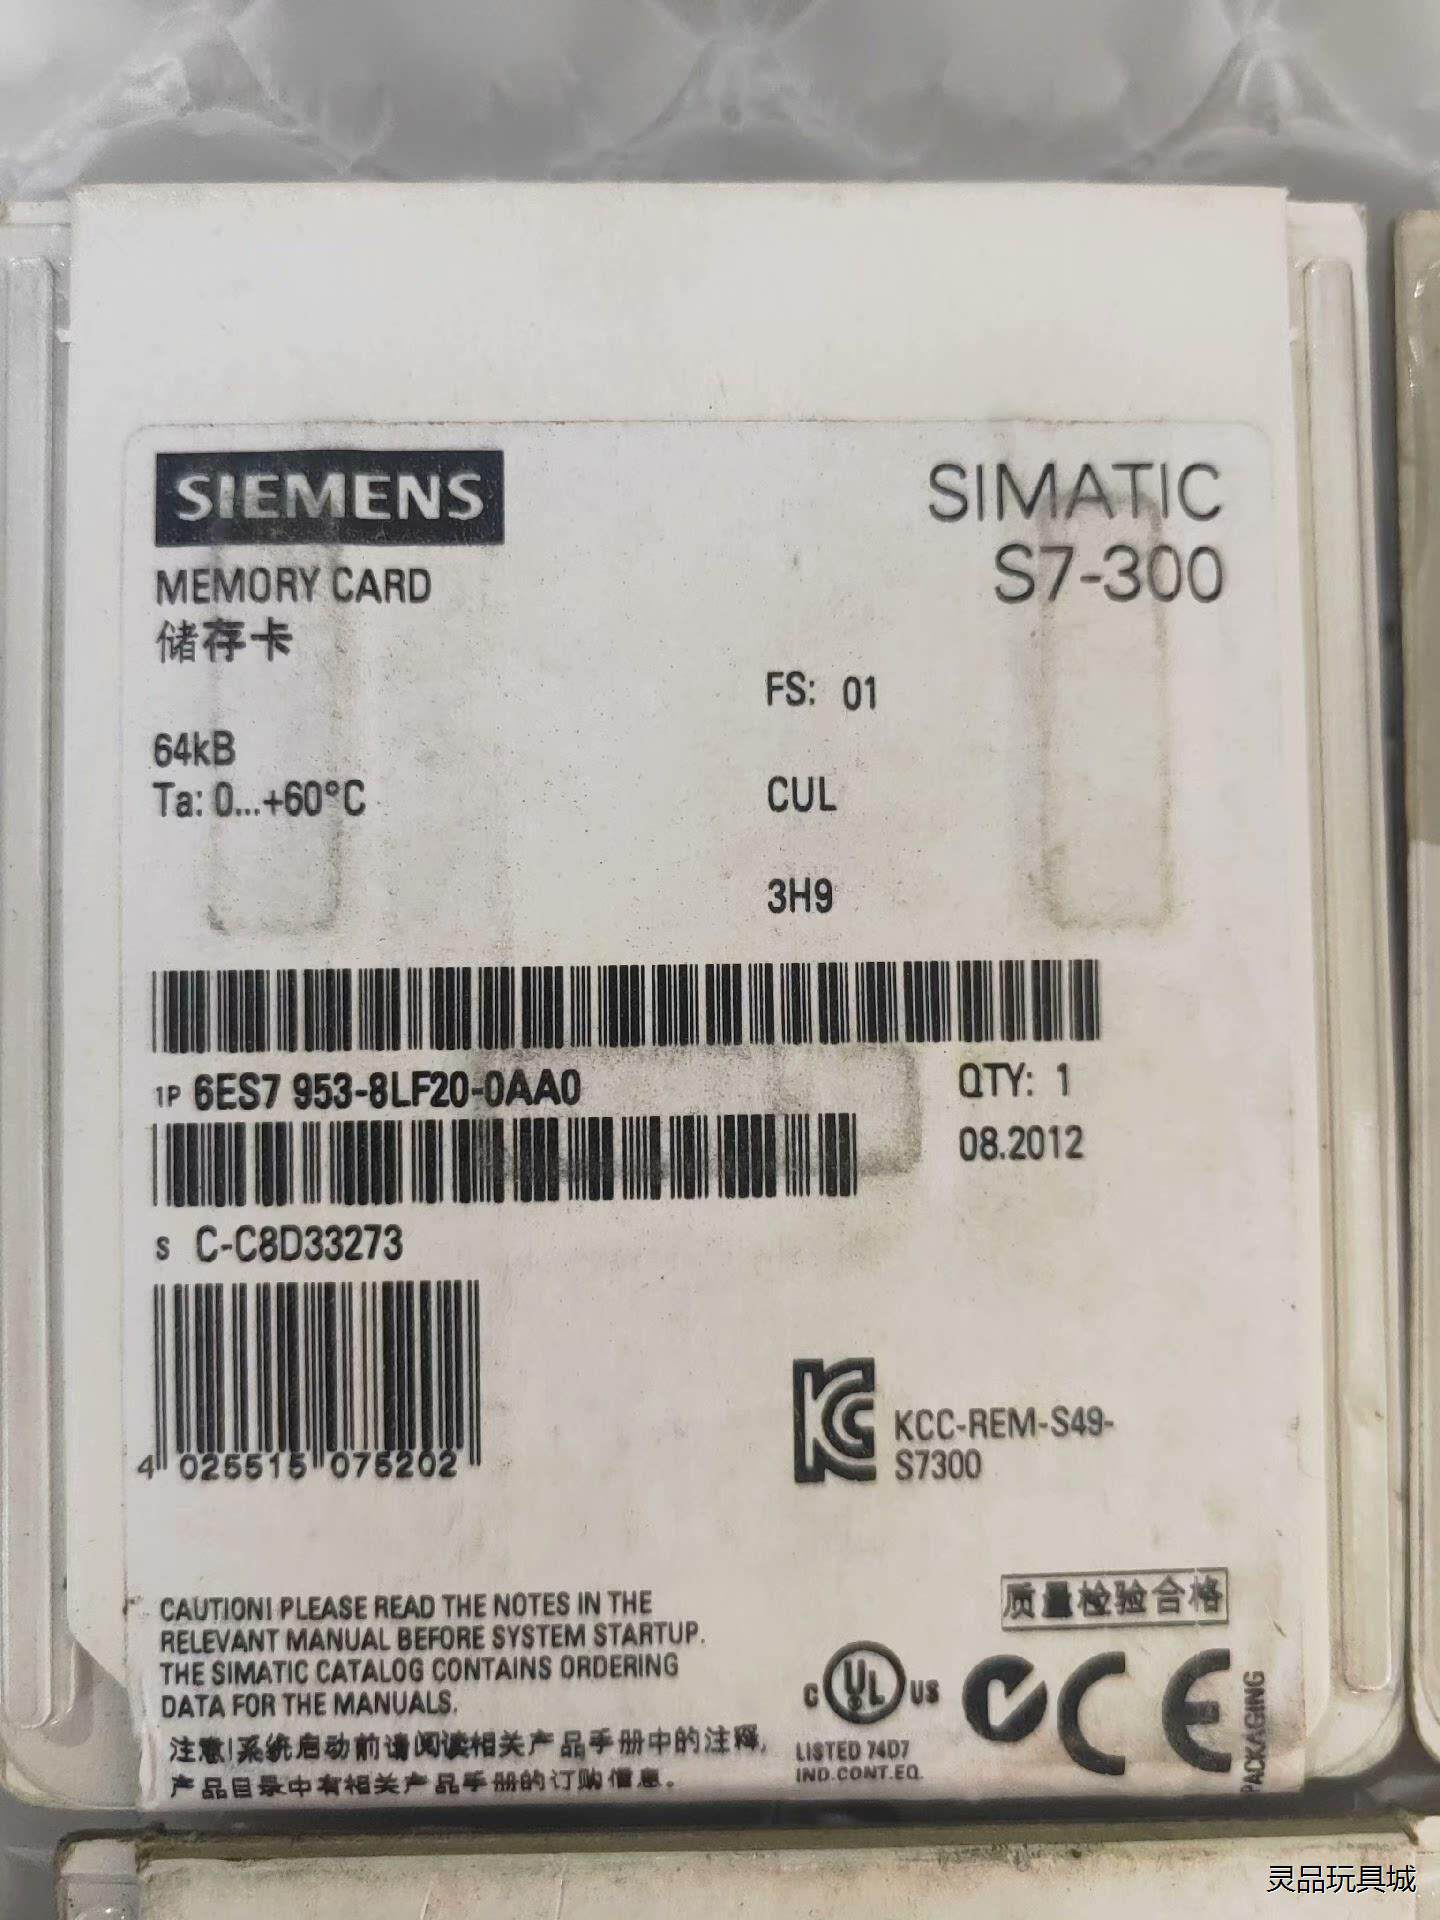 SIEMENS
SIMATIC
S7-300
MEMORY CARD
储存卡
FS: 01
64kB
Ta: 0...+60°C
CUL
3H9
1P 6ES7 953-8LF20-0AA0
QTY: 1
08.2012
S C-C8D33273
4 025515 075202
KCC-REM-S49-
S7300
CAUTION! PLEASE READ THE NOTES IN THE
RELEVANT MANUAL BEFORE SYSTEM STARTUP.
THE SIMATIC CATALOG CONTAINS ORDERING
DATA FOR THE MANUALS.
注意!系统启动前请阅读相关产品手册中的注释,
产品目录中有相关产品手册的订购信息。
质量检验合格
C UL US
LISTED 74D7
IND.CONT.EQ.
CE
PACKAGING
灵品玩具城